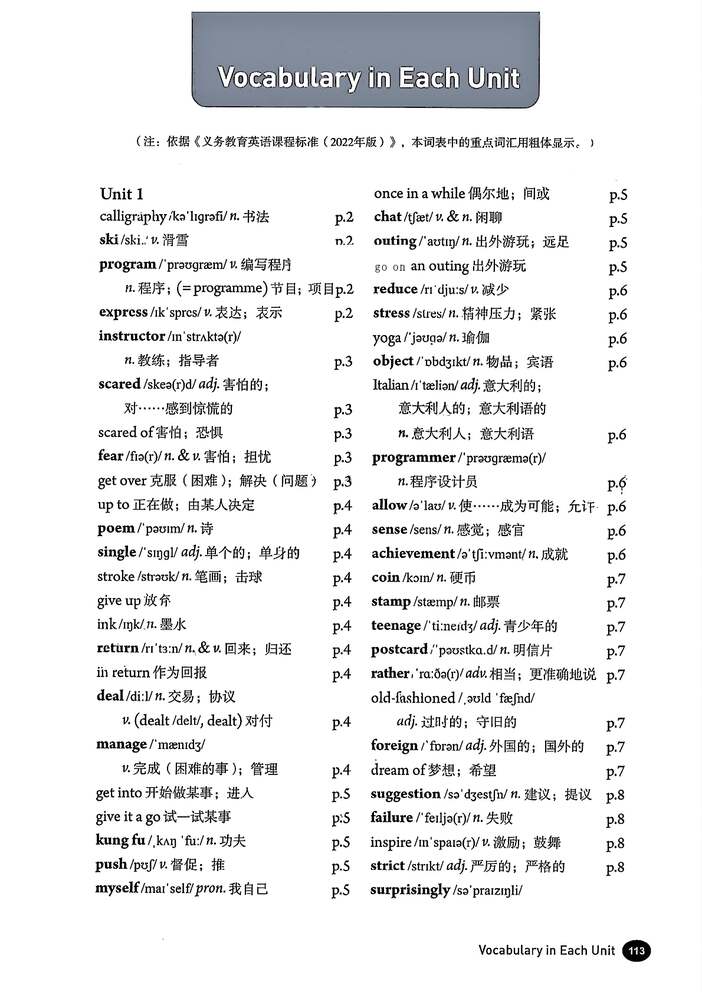 Vocabulary in Each Unit
(注：依据《义务教育英语课程标准（2022年版）》，本词表中的重点词汇用粗体显示。)
Unit 1
calligraphy /kəˈlɪɡrəfi/ n. 书法 p.2
ski /skiː/ v. 滑雪 p.2
program /ˈprəʊɡræm/ v. 编写程序
n. 程序；(= programme) 节目；项目 p.2
express /ɪkˈspres/ v. 表达；表示 p.2
instructor /ɪnˈstrʌktə(r)/
n. 教练；指导者 p.3
scared /skeə(r)d/ adj. 害怕的；
对……感到惊慌的 p.3
scared of 害怕；恐惧 p.3
fear /fɪə(r)/ n. & v. 害怕；担忧 p.3
get over 克服（困难）；解决（问题） p.3
up to 正在做；由某人决定 p.4
poem /ˈpəʊɪm/ n. 诗 p.4
single /ˈsɪŋɡl/ adj. 单个的；单身的 p.4
stroke /strəʊk/ n. 笔画；击球 p.4
give up 放弃 p.4
ink /ɪŋk/ n. 墨水 p.4
return /rɪˈtɜːn/ n. & v. 回来；归还 p.4
in return 作为回报 p.4
deal /diːl/ n. 交易；协议
v. (dealt /delt/, dealt) 对付 p.4
manage /ˈmænɪdʒ/
v. 完成（困难的事）；管理 p.4
get into 开始做某事；进入 p.5
give it a go 试一试某事 p.5
kung fu /ˌkʌŋ ˈfuː/ n. 功夫 p.5
push /pʊʃ/ v. 督促；推 p.5
myself /maɪˈself/ pron. 我自己 p.5
once in a while 偶尔地；间或 p.5
chat /tʃæt/ v. & n. 闲聊 p.5
outing /ˈaʊtɪŋ/ n. 出外游玩；远足 p.5
go on an outing 出外游玩 p.5
reduce /rɪˈdjuːs/ v. 减少 p.6
stress /stres/ n. 精神压力；紧张 p.6
yoga /ˈjəʊɡə/ n. 瑜伽 p.6
object /ˈɒbdʒɪkt/ n. 物品；宾语 p.6
Italian /ɪˈtæliən/ adj. 意大利的；
意大利人的；意大利语的
n. 意大利人；意大利语 p.6
programmer /ˈprəʊɡræmə(r)/
n. 程序设计员 p.6
allow /əˈlaʊ/ v. 使……成为可能；允许 p.6
sense /sens/ n. 感觉；感官 p.6
achievement /əˈtʃiːvmənt/ n. 成就 p.6
coin /kɔɪn/ n. 硬币 p.7
stamp /stæmp/ n. 邮票 p.7
teenage /ˈtiːneɪdʒ/ adj. 青少年的 p.7
postcard /ˈpəʊstkɑːd/ n. 明信片 p.7
rather /ˈrɑːðə(r)/ adv. 相当；更准确地说 p.7
old-fashioned /ˌəʊld ˈfæʃnd/
adj. 过时的；守旧的 p.7
foreign /ˈfɒrən/ adj. 外国的；国外的 p.7
dream of 梦想；希望 p.7
suggestion /səˈdʒestʃn/ n. 建议；提议 p.8
failure /ˈfeɪljə(r)/ n. 失败 p.8
inspire /ɪnˈspaɪə(r)/ v. 激励；鼓舞 p.8
strict /strɪkt/ adj. 严厉的；严格的 p.8
surprisingly /səˈpraɪzɪŋli/
Vocabulary in Each Unit 113